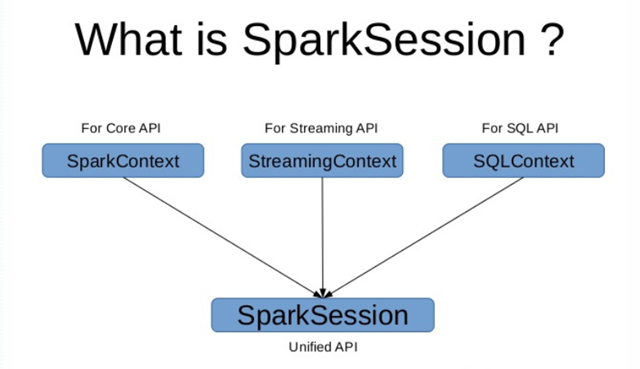 What is SparkSession ?
For Core API
For Streaming API
For SQL API
SparkContext
StreamingContext
SQLContext
SparkSession
Unified API